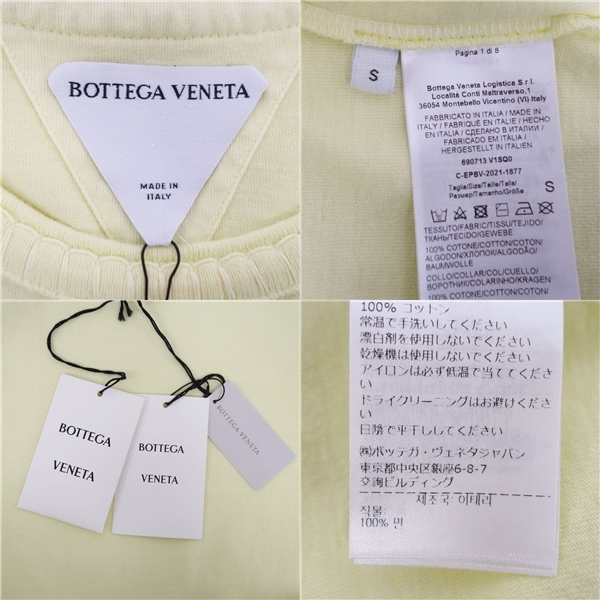 BOTTEGA VENETA
MADE IN
ITALY
S
Pagina 1 di 8
Bottega Veneta Logistica S.r.l.
Località Conti Maltraverso,1
36054 Montebello Vicentino (VI) Italy
FABBRICATO IN ITALIA / MADE IN
ITALY / FABRIQUÉ EN ITALIE / HECHO
EN ITALIA / СДЕЛАНО В ИТАЛИИ /
FABRICADO EM ITÁLIA /
HERGESTELLT IN ITALIEN
690713 V1SQ0
C-EPBV-2021-1877
Taglia/Size/Taille/Talla/
Размер/Tamanho/Größe S
TESSUTO/FABRIC/TISSU/TEJIDO/
ТКАНЬ/TECIDO/GEWEBE
100% COTONE/COTTON/COTON/
ALGODÓN/ХЛОПОК/ALGODÃO/
BAUMWOLLE
COLLO/COLLAR/COL/CUELLO/
ВОРОТНИК/COLARINHO/KRAGEN
100% COTONE/COTTON/COTON/
BOTTEGA
VENETA
BOTTEGA
VENETA
BOTTEGA VENETA
100% コットン
常温で手洗いしてください
漂白剤を使用しないでください
乾燥機は使用しないでください
アイロンは必ず低温で当ててくださ
い
ドライクリーニングはお避けくださ
い
日陰で平干ししてください
㈱ボッテガ・ヴェネタジャパン
東京都中央区銀座6-8-7
交詢ビルディング
제조국: 이태리
직물:
100% 면